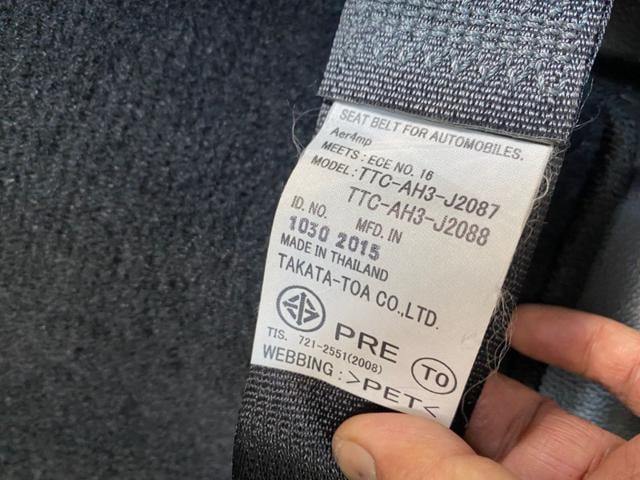 SEAT BELT FOR AUTOMOBILES.
Aer4mp
MEETS: ECE NO. 16
MODEL: TTC-AH3-J2087
TTC-AH3-J2088
ID. NO. MFD. IN
1030 2015
MADE IN THAILAND
TAKATA-TOA CO.,LTD.
PRE TO
TIS. 721-2551(2008)
WEBBING: >PET<